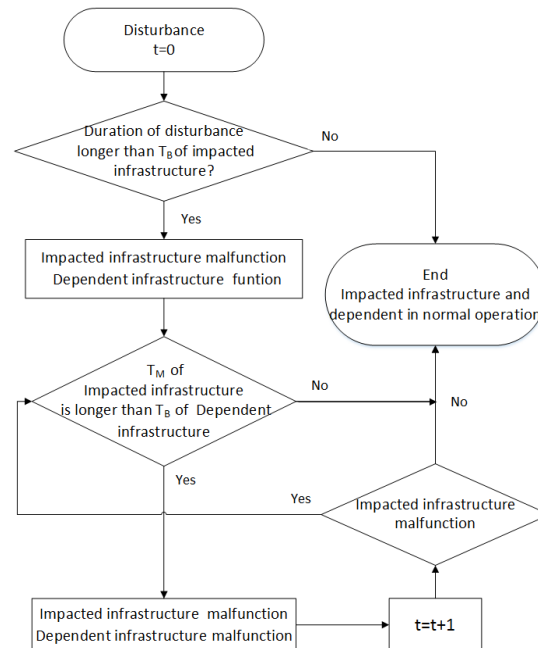 Disturbance
t=0
Duration of disturbance
longer than TB of impacted
infrastructure?
No
Yes
Impacted infrastructure malfunction
Dependent infrastructure funtion
End
Impacted infrastructure and
dependent in normal operation
TM of
Impacted infrastructure
is longer than TB of Dependent
infrastructure
No
No
Yes
Yes
Impacted infrastructure
malfunction
Impacted infrastructure malfunction
Dependent infrastructure malfunction
t=t+1